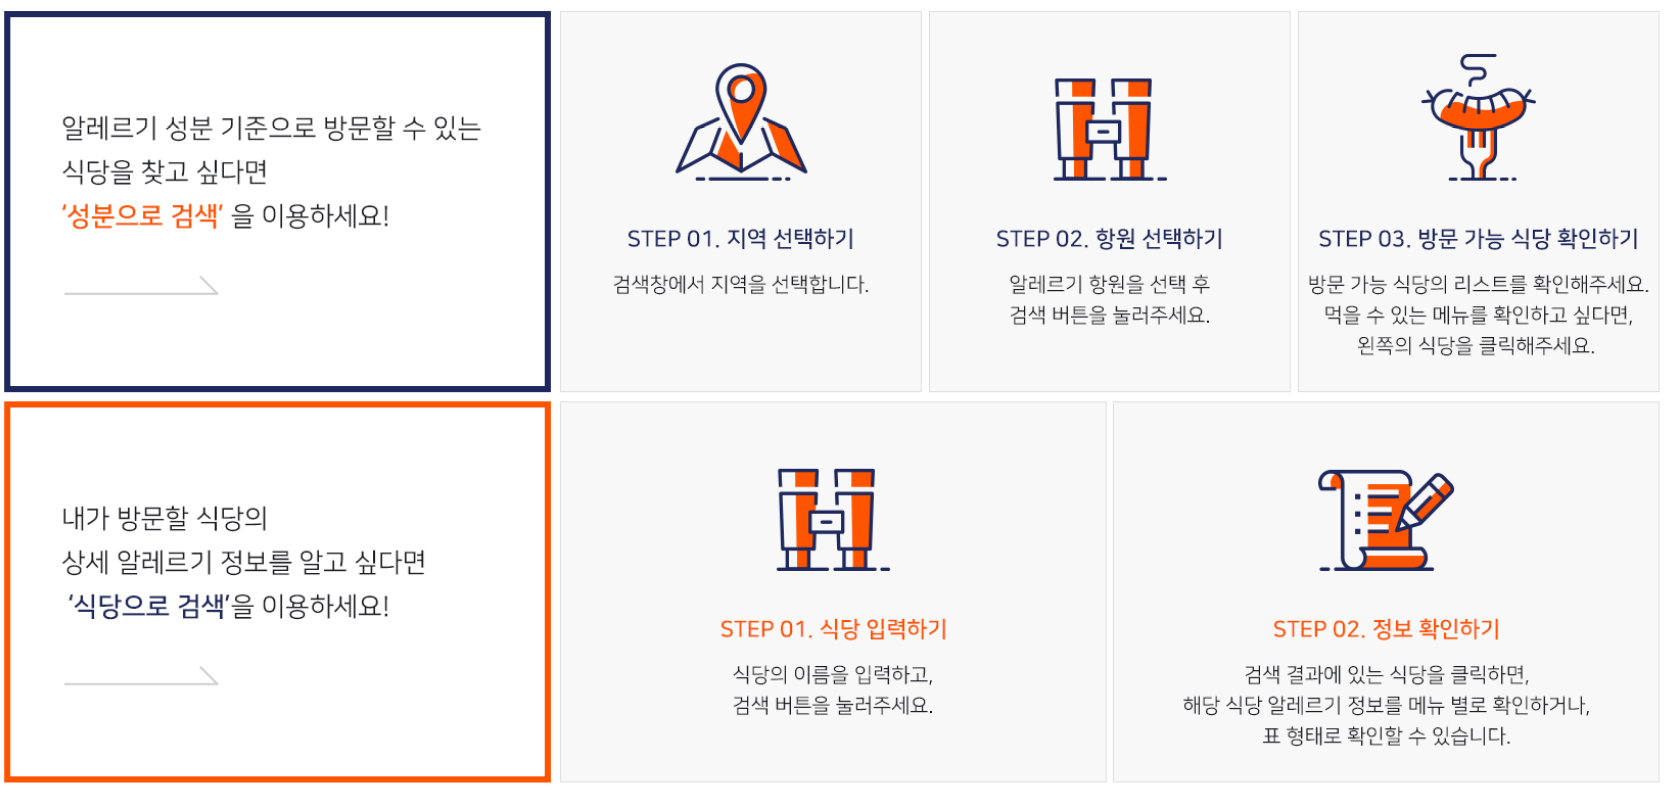 알레르기 성분 기준으로 방문할 수 있는
식당을 찾고 싶다면
‘성분으로 검색’ 을 이용하세요!
STEP 01. 지역 선택하기
검색창에서 지역을 선택합니다.
STEP 02. 항원 선택하기
알레르기 항원을 선택 후
검색 버튼을 눌러주세요.
STEP 03. 방문 가능 식당 확인하기
방문 가능 식당의 리스트를 확인해주세요.
먹을 수 있는 메뉴를 확인하고 싶다면,
왼쪽의 식당을 클릭해주세요.
내가 방문할 식당의
상세 알레르기 정보를 알고 싶다면
‘식당으로 검색’을 이용하세요!
STEP 01. 식당 입력하기
식당의 이름을 입력하고,
검색 버튼을 눌러주세요.
STEP 02. 정보 확인하기
검색 결과에 있는 식당을 클릭하면,
해당 식당 알레르기 정보를 메뉴 별로 확인하거나,
표 형태로 확인할 수 있습니다.